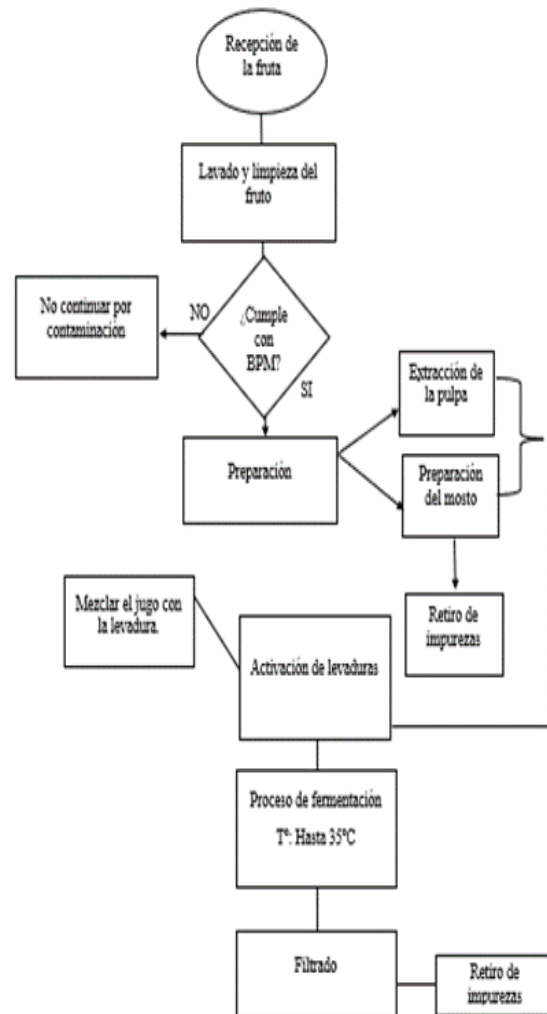 Recepción de
la fruta
Lavado y limpieza del
fruto
No continuar por
contaminación
NO
¿Cumple
con
BPM?
SI
Extracción de
la pulpa
Preparación
Preparación
del mosto
Mezclar el jugo con
la levadura.
Retiro de
impurezas
Activación de levaduras
Proceso de fermentación
Tº: Hasta 35ºC
Filtrado
Retiro de
impurezas